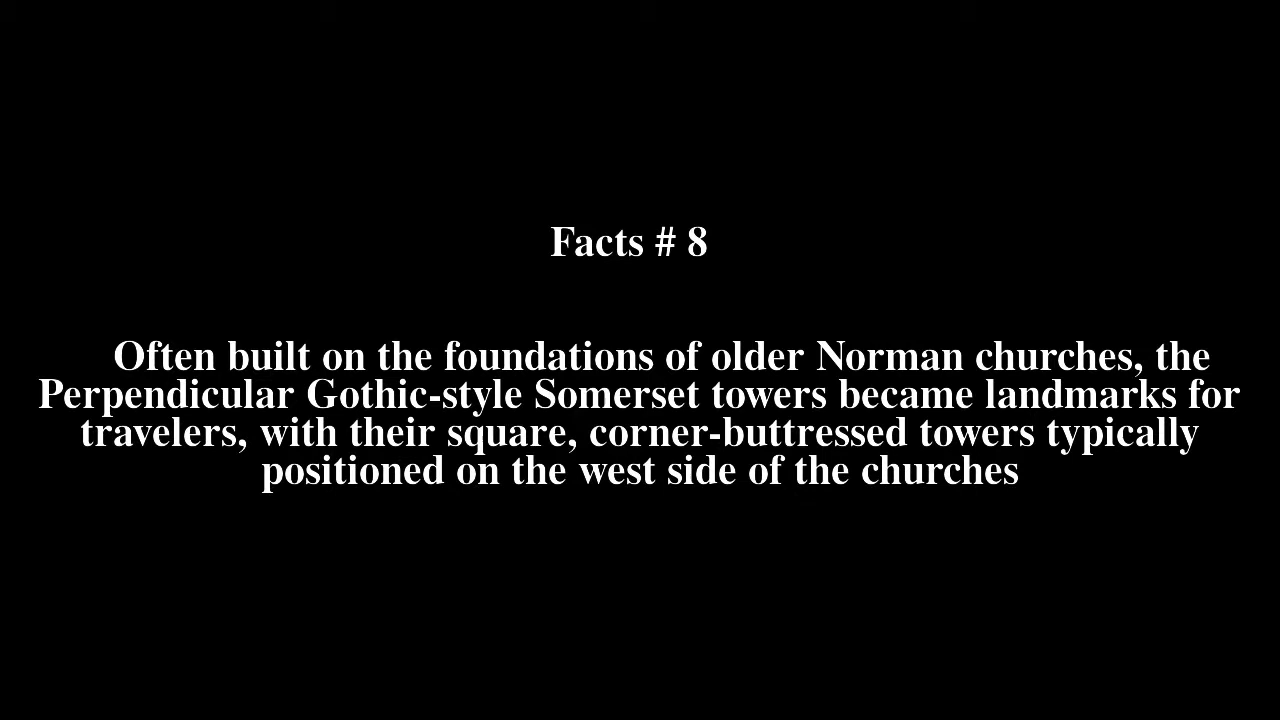 Facts # 8
Often built on the foundations of older Norman churches, the
Perpendicular Gothic-style Somerset towers became landmarks for
travelers, with their square, corner-buttressed towers typically
positioned on the west side of the churches